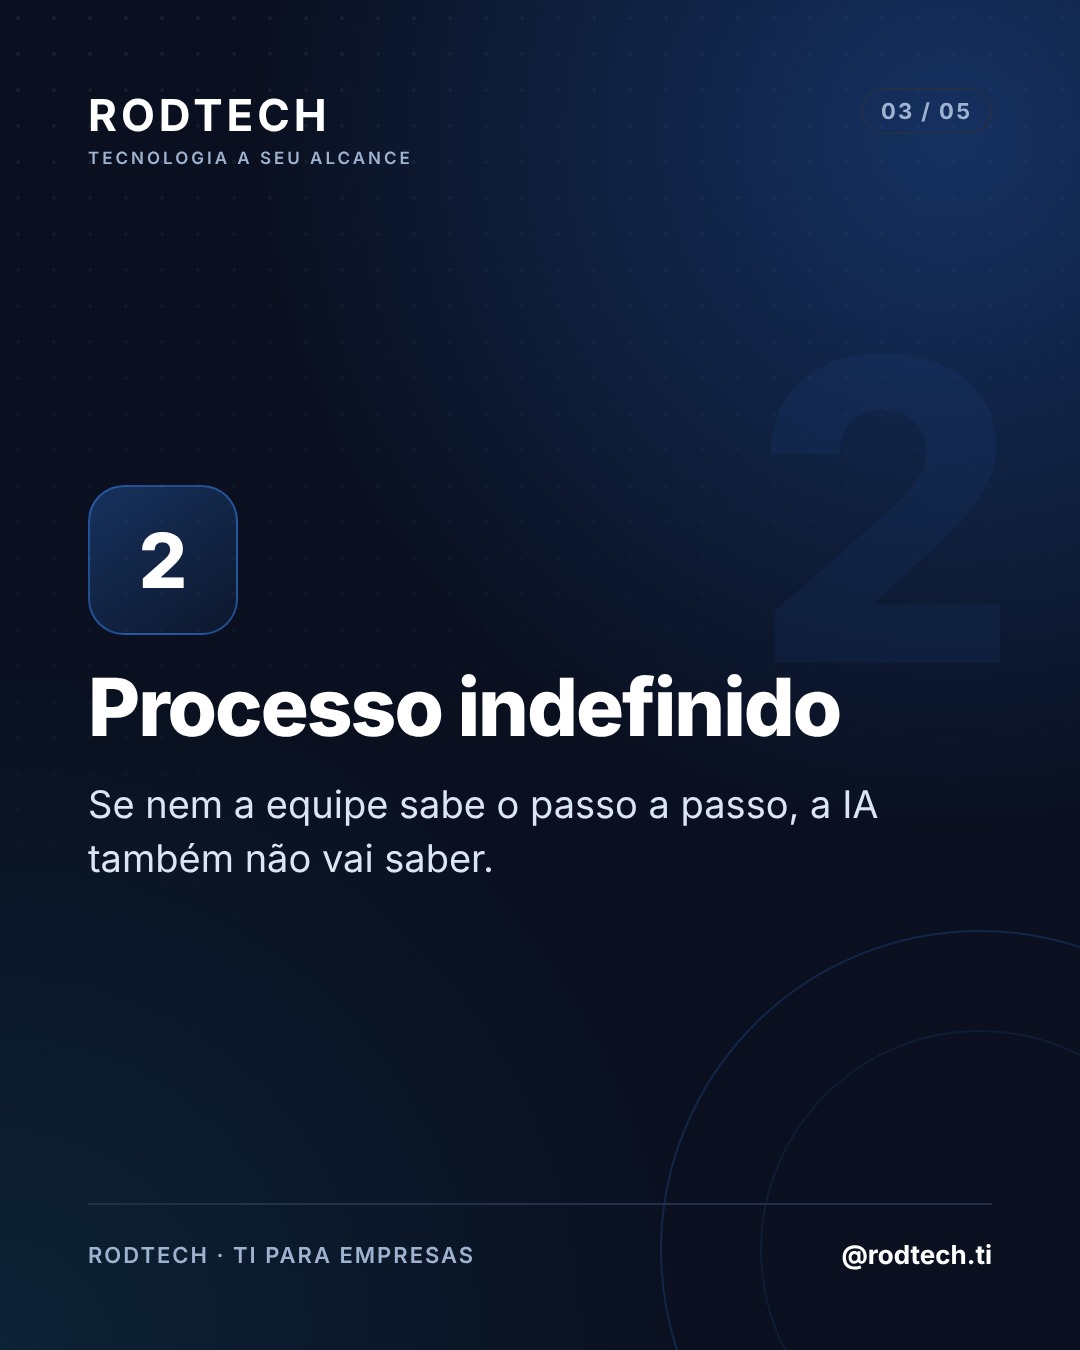 RODTECH
TECNOLOGIA A SEU ALCANCE
03 / 05
2
2
Processo indefinido
Se nem a equipe sabe o passo a passo, a IA
também não vai saber.
RODTECH · TI PARA EMPRESAS
@rodtech.ti